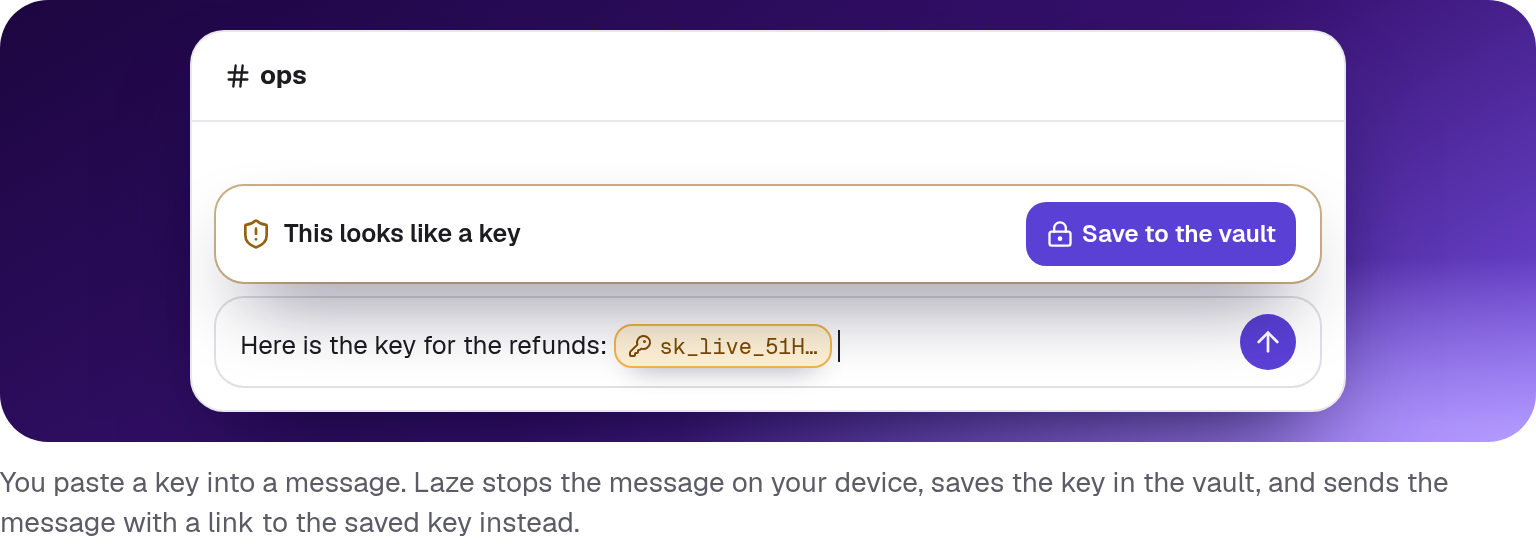 # ops
This looks like a key
Save to the vault
Here is the key for the refunds: sk_live_51H…
You paste a key into a message. Laze stops the message on your device, saves the key in the vault, and sends the
message with a link to the saved key instead.